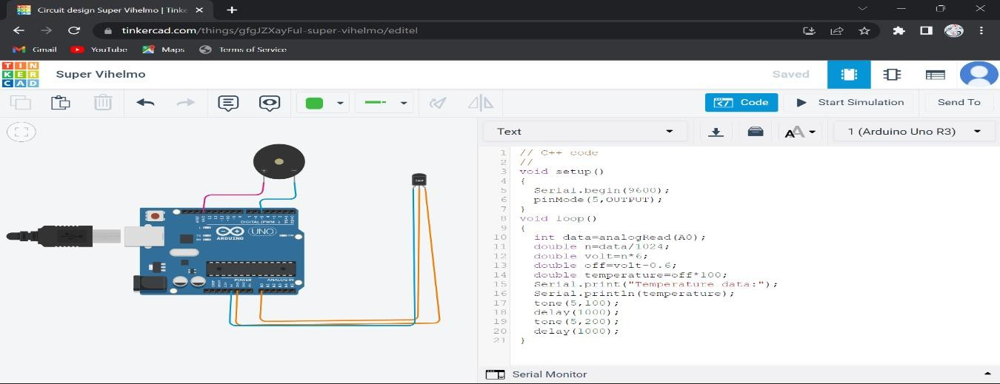 Circuit design Super Vihelmo | Tinke
tinkercad.com/things/gfgJZXayFul-super-vihelmo/editel
Gmail YouTube Maps Terms of Service
TIN
KER
CAD
Super Vihelmo
Saved
Code
Start Simulation
Send To
Text
1 (Arduino Uno R3)
TMP
DIGITAL (PWM ~)
UNO
ARDUINO
TX
RX
ON
POWER
ANALOG IN
1 // C++ code
2 //
3 void setup()
4 {
5 Serial.begin(9600);
6 pinMode(5,OUTPUT);
7 }
8 void loop()
9 {
10 int data=analogRead(A0);
11 double n=data/1024;
12 double volt=n*6;
13 double off=volt-0.6;
14 double temperature=off*100;
15 Serial.print("Temperature data:");
16 Serial.println(temperature);
17 tone(5,100);
18 delay(1000);
19 tone(5,200);
20 delay(1000);
21 }
Serial Monitor